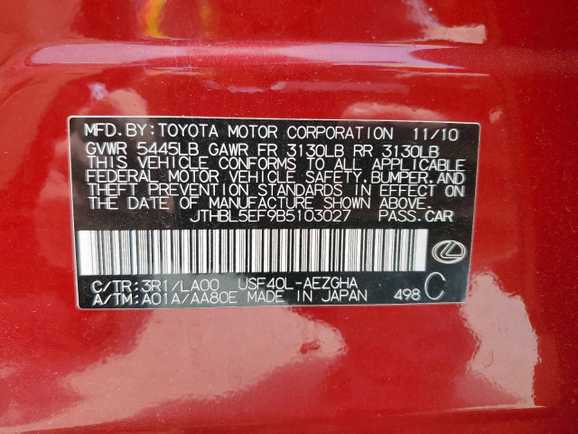 MFD. BY: TOYOTA MOTOR CORPORATION 11/10
GVWR 5445LB GAWR FR 3130LB RR 3130LB
THIS VEHICLE CONFORMS TO ALL APPLICABLE
FEDERAL MOTOR VEHICLE SAFETY, BUMPER, AND
THEFT PREVENTION STANDARDS IN EFFECT ON
THE DATE OF MANUFACTURE SHOWN ABOVE.
JTHBL5EF9B5103027 PASS. CAR
C/TR: 3R1/LA00 USF40L-AEZGHA
A/TM: A01A/AA80E MADE IN JAPAN 498 C